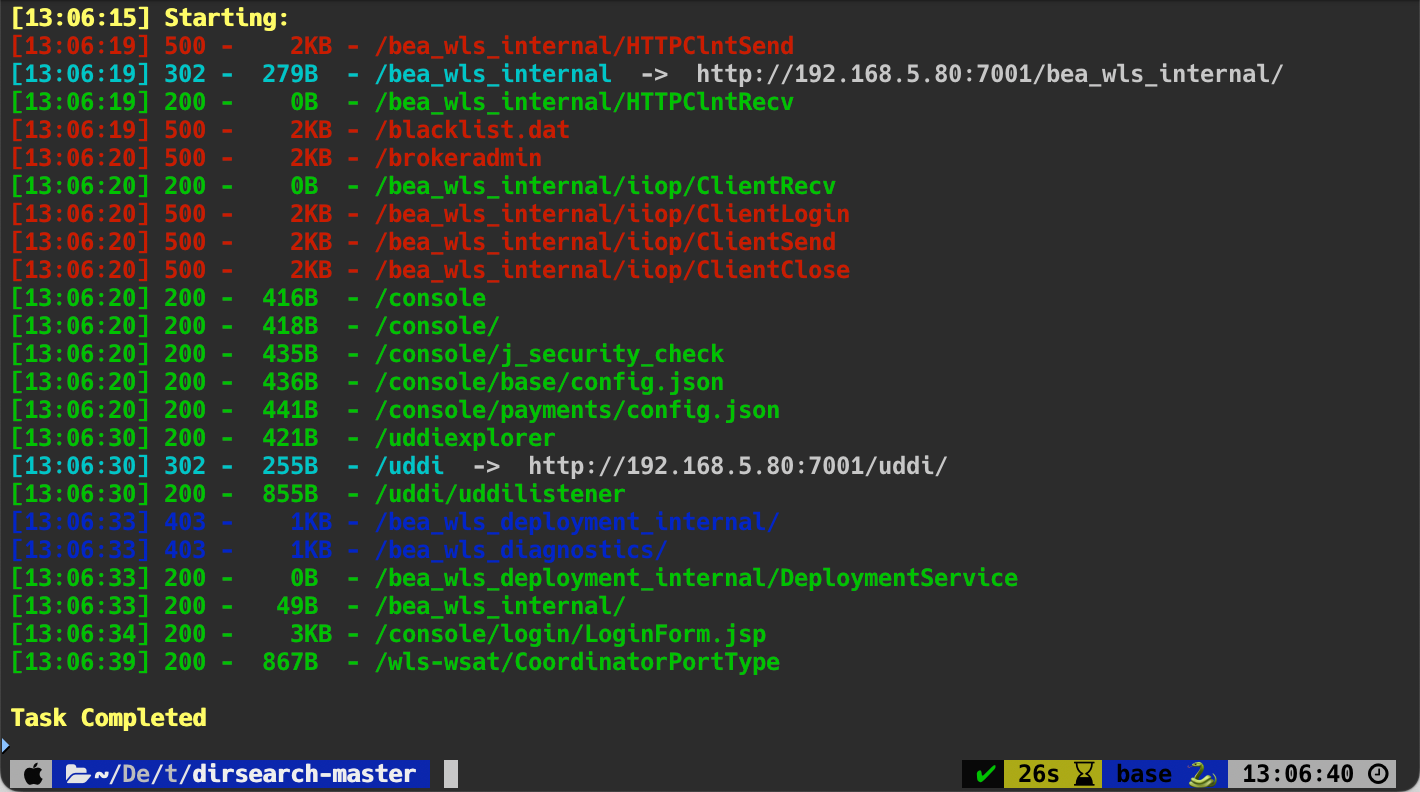 [13:06:15] Starting:
[13:06:19] 500 -    2KB - /bea_wls_internal/HTTPClntSend
[13:06:19] 302 -  279B  - /bea_wls_internal  ->  http://192.168.5.80:7001/bea_wls_internal/
[13:06:19] 200 -    0B  - /bea_wls_internal/HTTPClntRecv
[13:06:19] 500 -    2KB - /blacklist.dat
[13:06:20] 500 -    2KB - /brokeradmin
[13:06:20] 200 -    0B  - /bea_wls_internal/iiop/ClientRecv
[13:06:20] 500 -    2KB - /bea_wls_internal/iiop/ClientLogin
[13:06:20] 500 -    2KB - /bea_wls_internal/iiop/ClientSend
[13:06:20] 500 -    2KB - /bea_wls_internal/iiop/ClientClose
[13:06:20] 200 -  416B  - /console
[13:06:20] 200 -  418B  - /console/
[13:06:20] 200 -  435B  - /console/j_security_check
[13:06:20] 200 -  436B  - /console/base/config.json
[13:06:20] 200 -  441B  - /console/payments/config.json
[13:06:30] 200 -  421B  - /uddiexplorer
[13:06:30] 302 -  255B  - /uddi  ->  http://192.168.5.80:7001/uddi/
[13:06:30] 200 -  855B  - /uddi/uddilistener
[13:06:33] 403 -    1KB - /bea_wls_deployment_internal/
[13:06:33] 403 -    1KB - /bea_wls_diagnostics/
[13:06:33] 200 -    0B  - /bea_wls_deployment_internal/DeploymentService
[13:06:33] 200 -   49B  - /bea_wls_internal/
[13:06:34] 200 -    3KB - /console/login/LoginForm.jsp
[13:06:39] 200 -  867B  - /wls-wsat/CoordinatorPortType
Task Completed
~/De/t/dirsearch-master ✔ 26s base 13:06:40